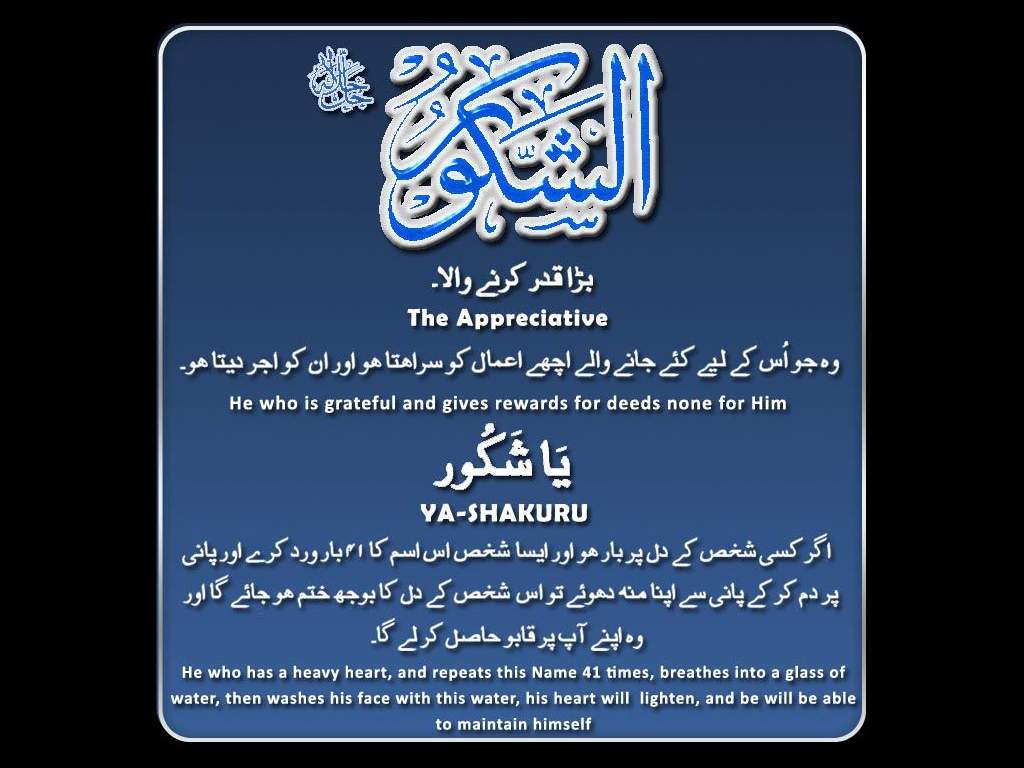 الشَّكُورُ
جل جلالہ
بڑا قدر کرنے والا۔
The Appreciative
وہ جو اُس کے لیے کئے جانے والے اچھے اعمال کو سراھتا ھو اور ان کو اجر دیتا ھو۔
He who is grateful and gives rewards for deeds none for Him
يَا شَكُور
YA-SHAKURU
اگر کسی شخص کے دل پر بار ھو اور ایسا شخص اس اسم کا ۴۱ بار ورد کرے اور پانی
پر دم کر کے پانی سے اپنا منہ دھوئے تو اس شخص کے دل کا بوجھ ختم ھو جائے گا اور
وہ اپنے آپ پر قابو حاصل کر لے گا۔
He who has a heavy heart, and repeats this Name 41 times, breathes into a glass of
water, then washes his face with this water, his heart will lighten, and be will be able
to maintain himself